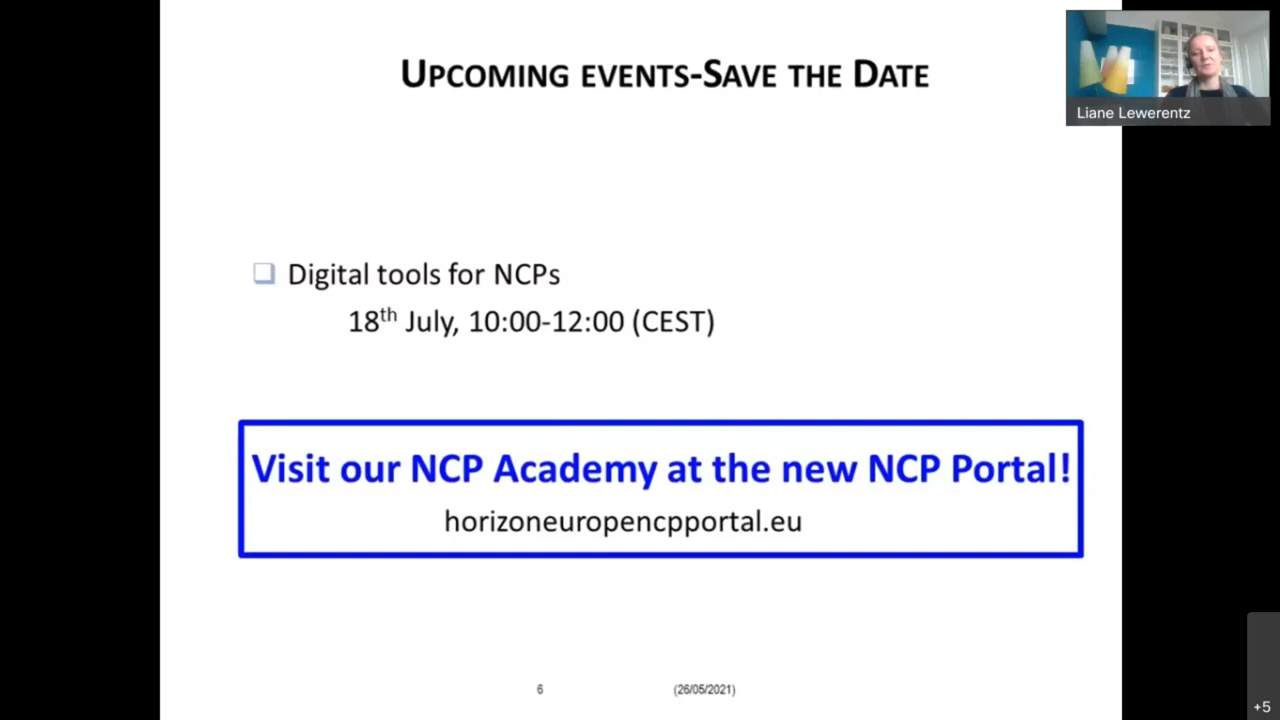 UPCOMING EVENTS-SAVE THE DATE
Liane Lewerentz
Digital tools for NCPs
18th July, 10:00-12:00 (CEST)
Visit our NCP Academy at the new NCP Portal!
horizoneuropencpportal.eu
6
(26/05/2021)
+5